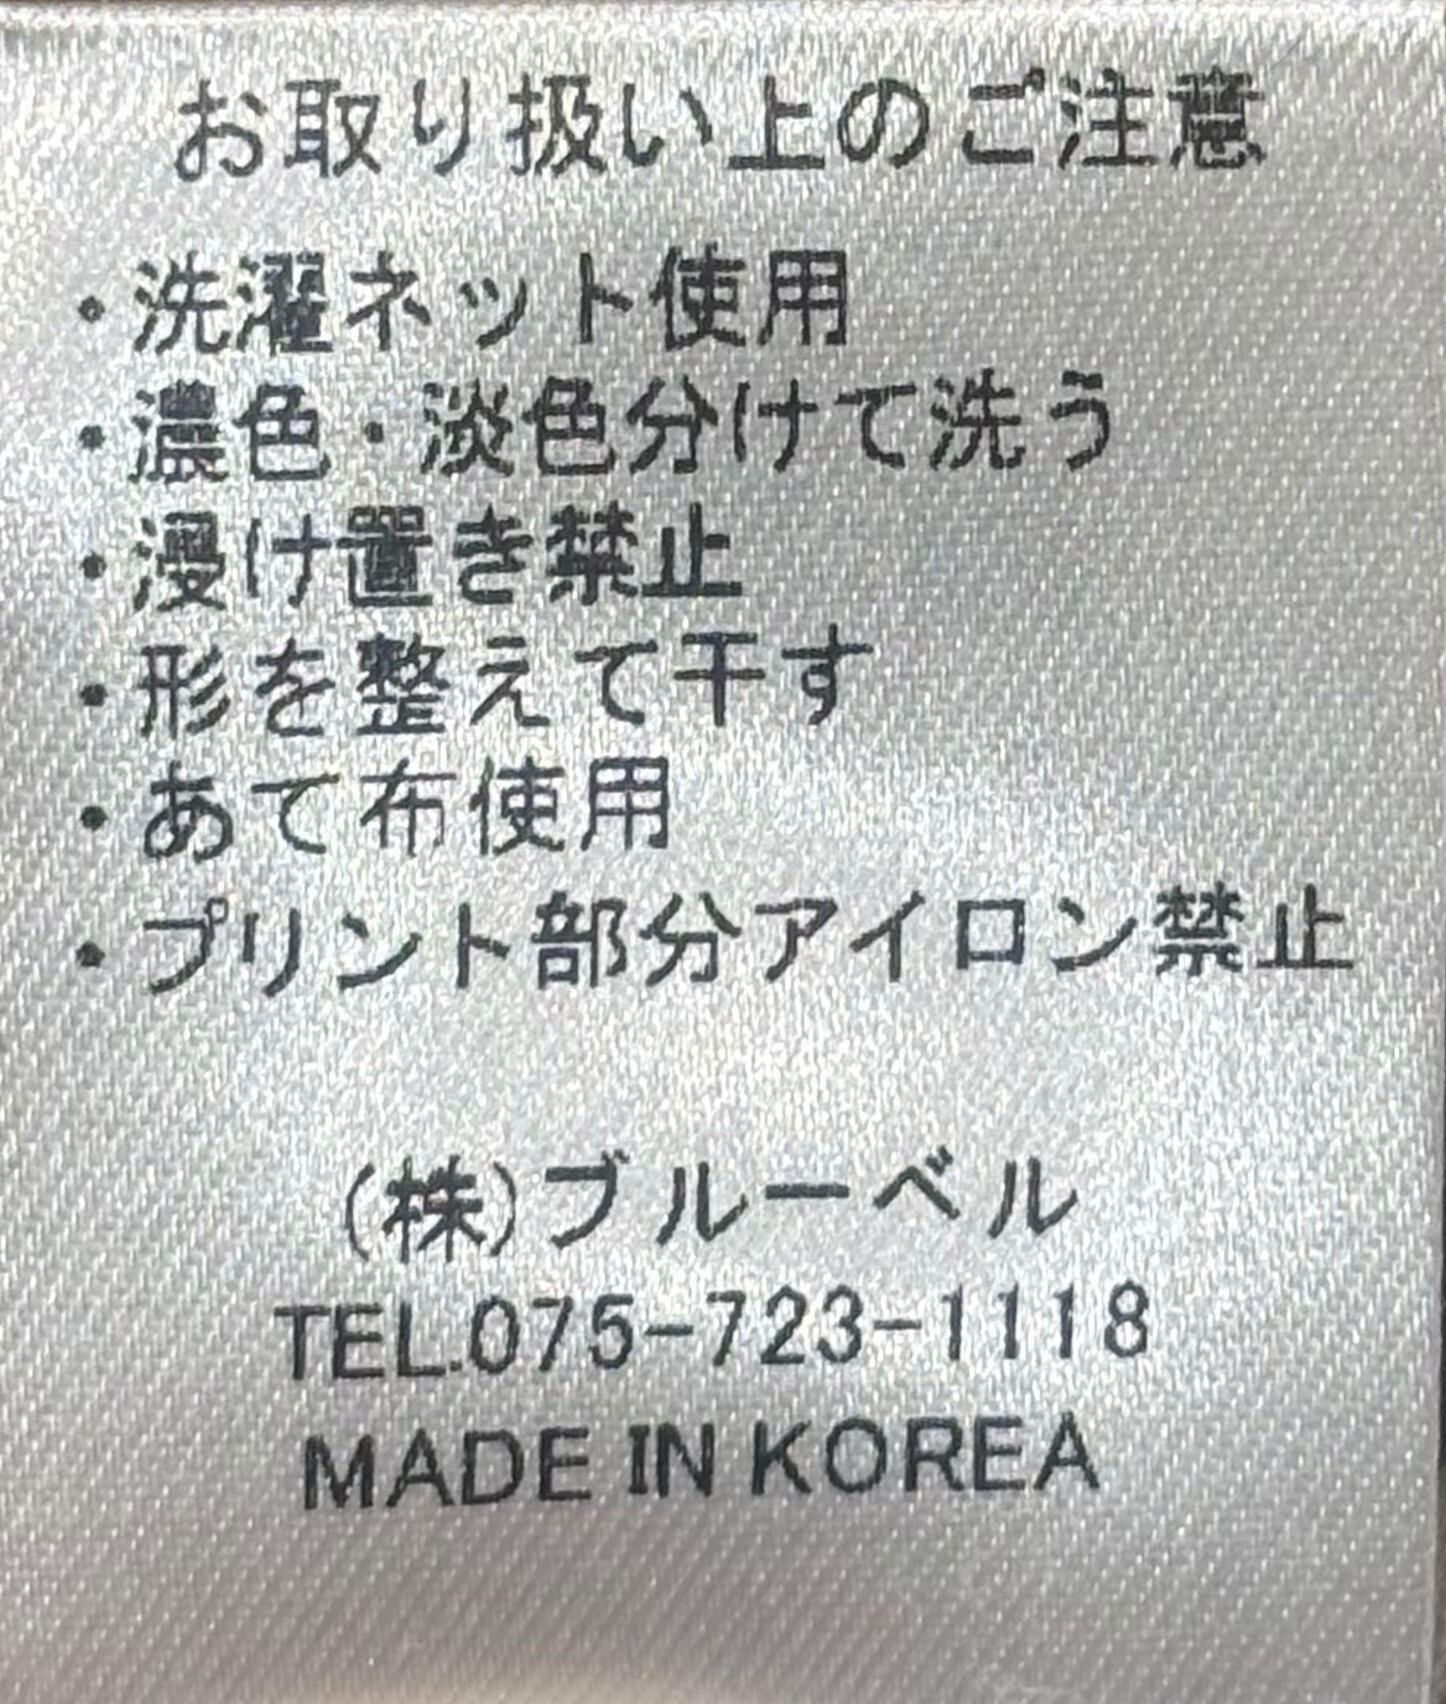 お取り扱い上のご注意
・洗濯ネット使用
・濃色・淡色分けて洗う
・浸け置き禁止
・形を整えて干す
・あて布使用
・プリント部分アイロン禁止
(株)ブルーベル
TEL.075-723-1118
MADE IN KOREA